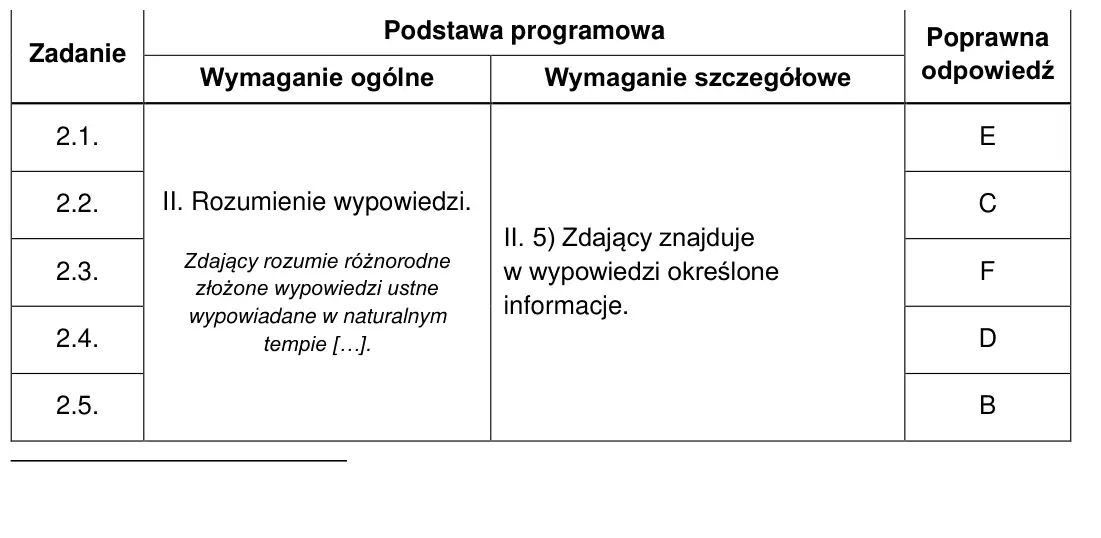 Zadanie
Podstawa programowa
Poprawna
odpowiedź
Wymaganie ogólne
Wymaganie szczegółowe
2.1.
II. Rozumienie wypowiedzi.
Zdający rozumie różnorodne
złożone wypowiedzi ustne
wypowiadane w naturalnym
tempie […].
II. 5) Zdający znajduje
w wypowiedzi określone
informacje.
E
2.2.
C
2.3.
F
2.4.
D
2.5.
B